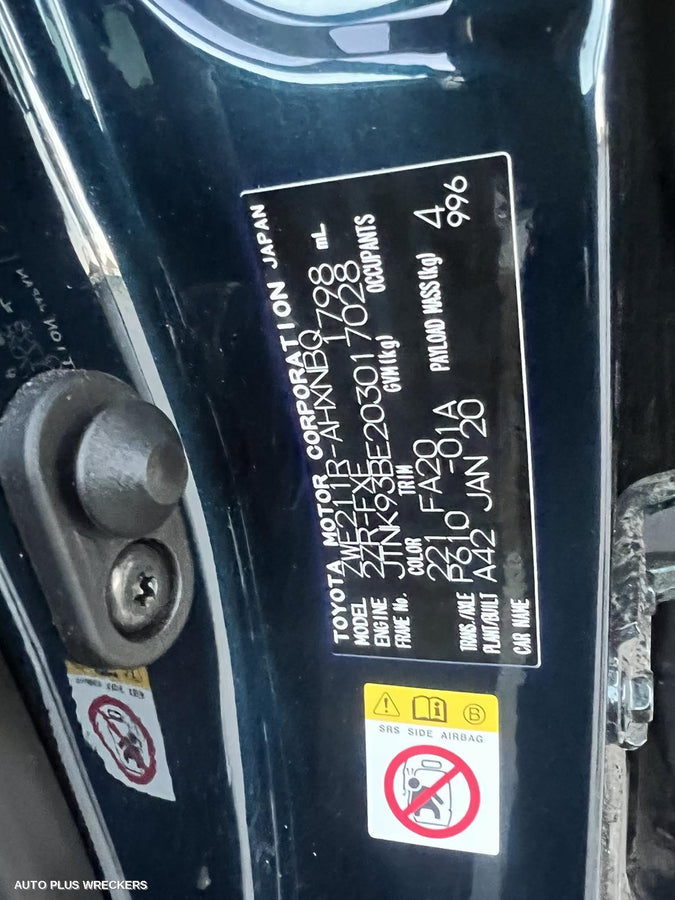 TOYOTA MOTOR CORPORATION JAPAN
MODEL ZWE211R-AHXNBQ
ENGINE 2ZR-FXE 1798 mL
FRAME No. JTNK93BE203017028
COLOR TRIM GVM(kg) OCCUPANTS
221 FA20 PAYLOAD MASS(kg) 4
TRANS./AXLE P610 -01A 996
PLANT/BUILT A42 JAN 20
CAR NAME
B
SRS SIDE AIRBAG
AUTO PLUS WRECKERS